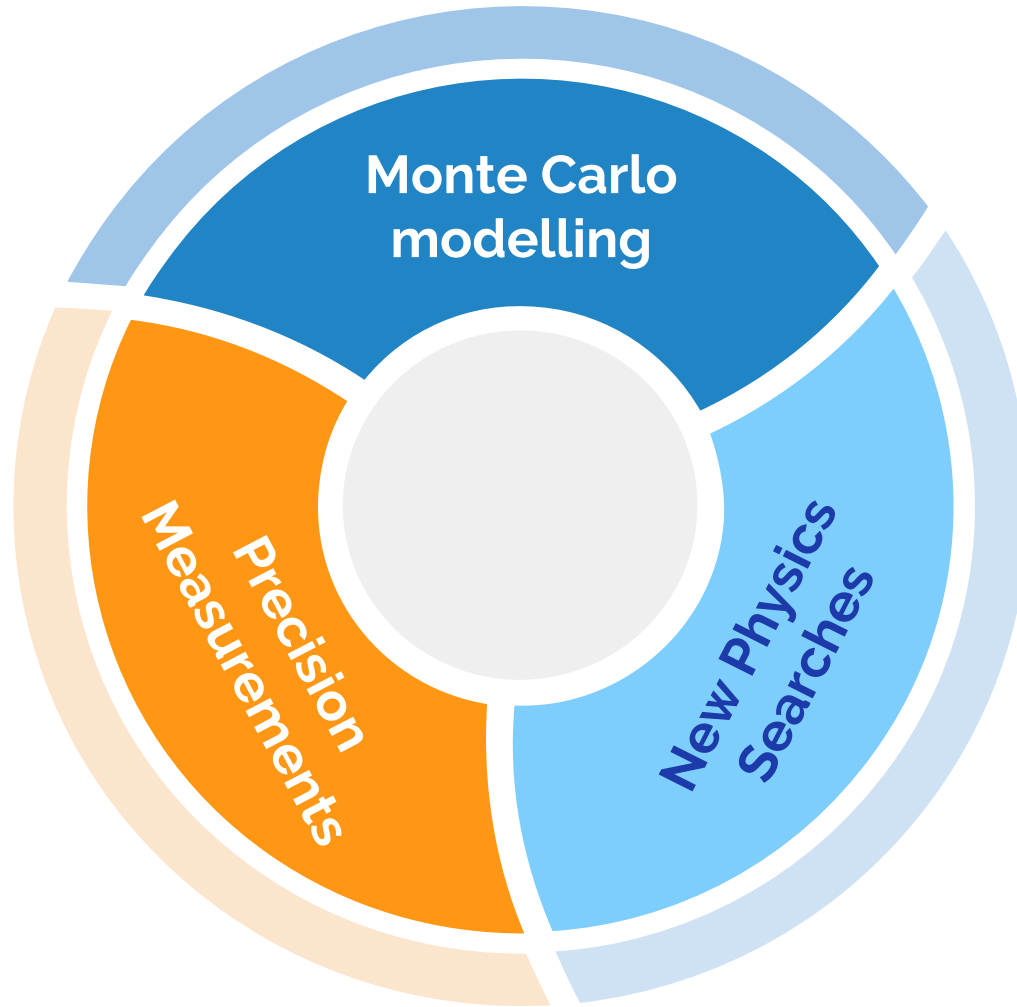 Monte Carlo
modelling
Precision
Measurements
New Physics
Searches